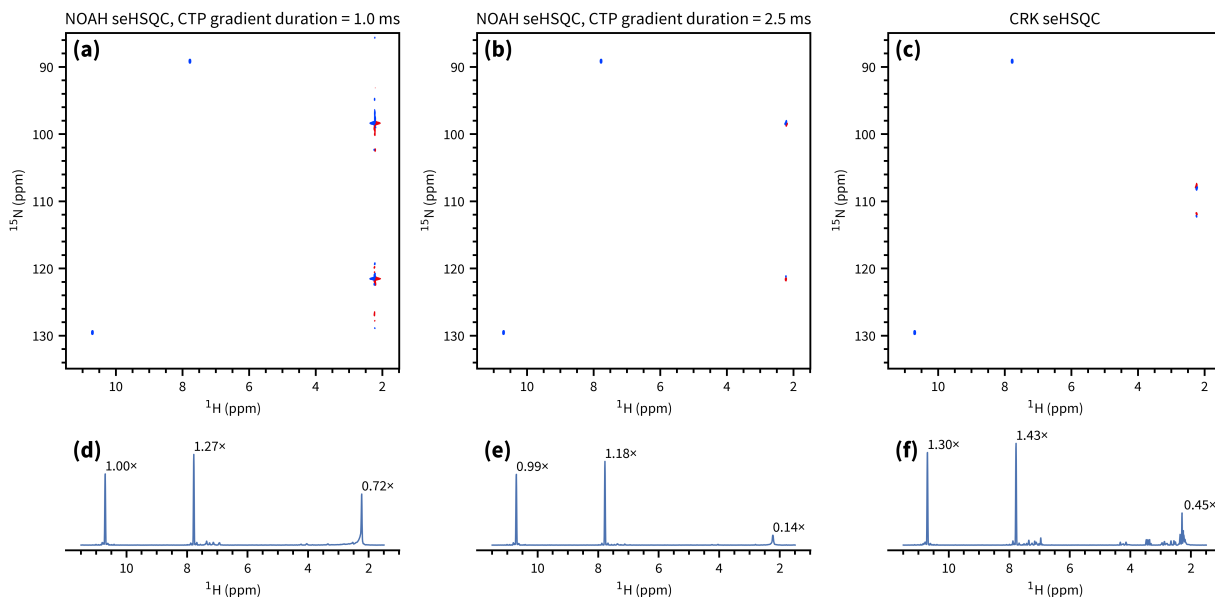 NOAH seHSQC, CTP gradient duration = 1.0 ms
(a)
90
100
110
120
130
¹⁵N (ppm)
10 8 6 4 2
¹H (ppm)
NOAH seHSQC, CTP gradient duration = 2.5 ms
(b)
90
100
110
120
130
¹⁵N (ppm)
10 8 6 4 2
¹H (ppm)
CRK seHSQC
(c)
90
100
110
120
130
¹⁵N (ppm)
10 8 6 4 2
¹H (ppm)
(d)
1.00×
1.27×
0.72×
10 8 6 4 2
¹H (ppm)
(e)
0.99×
1.18×
0.14×
10 8 6 4 2
¹H (ppm)
(f)
1.30×
1.43×
0.45×
10 8 6 4 2
¹H (ppm)